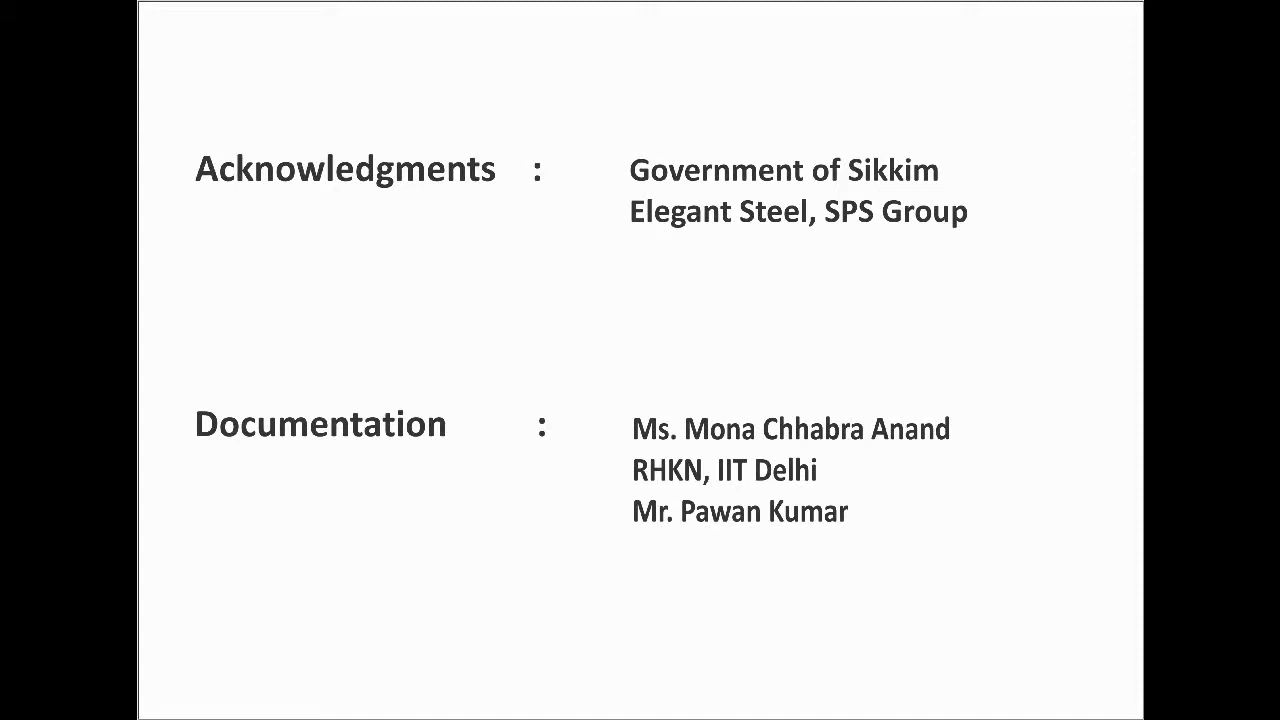 Acknowledgments : Government of Sikkim
Elegant Steel, SPS Group
Documentation : Ms. Mona Chhabra Anand
RHKN, IIT Delhi
Mr. Pawan Kumar